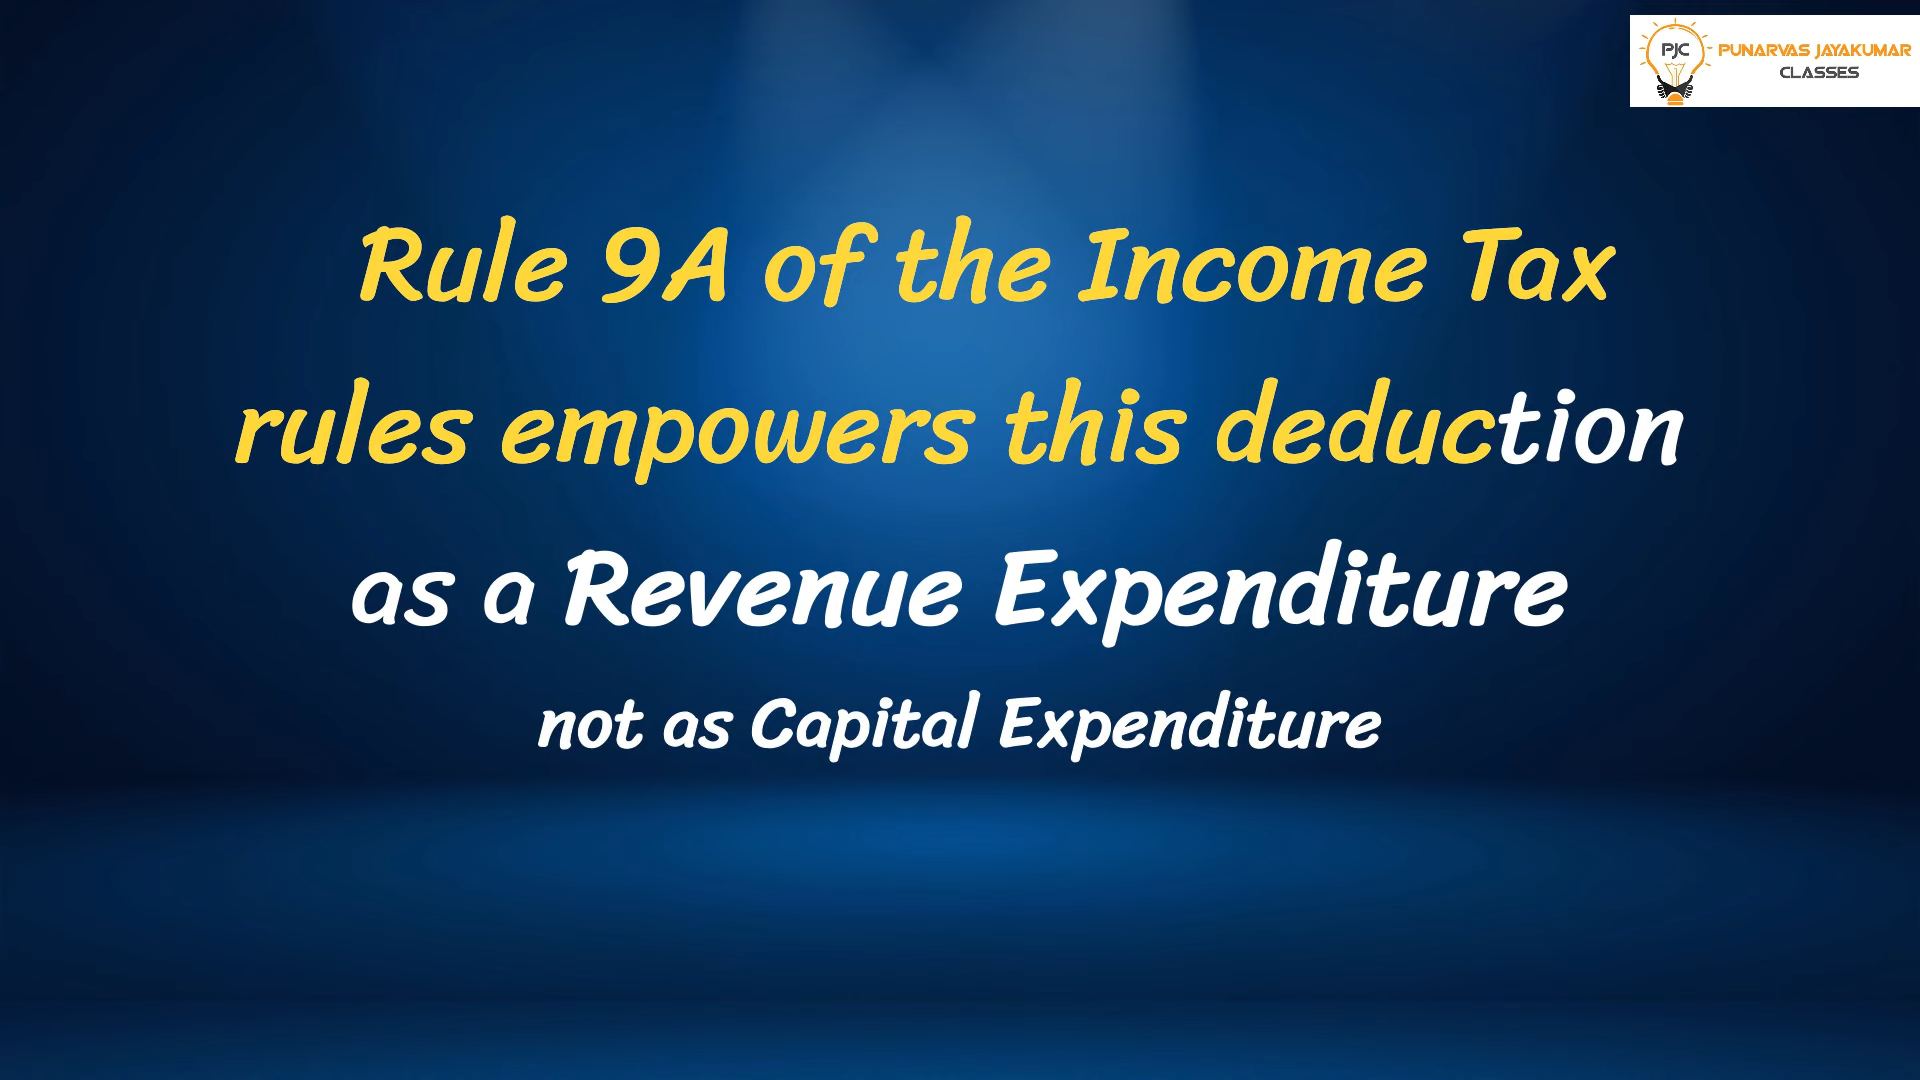 PJC
PUNARVAS JAYAKUMAR
CLASSES
Rule 9A of the Income Tax
rules empowers this deduction
as a Revenue Expenditure
not as Capital Expenditure